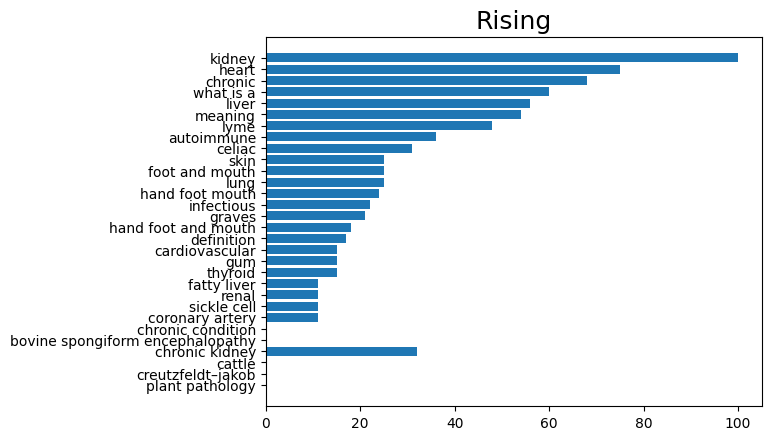 Rising
kidney
heart
chronic
what is a
liver
meaning
lyme
autoimmune
celiac
skin
foot and mouth
lung
hand foot mouth
infectious
graves
hand foot and mouth
definition
cardiovascular
gum
thyroid
fatty liver
renal
sickle cell
coronary artery
chronic condition
bovine spongiform encephalopathy
chronic kidney
cattle
creutzfeldt–jakob
plant pathology
0 20 40 60 80 100